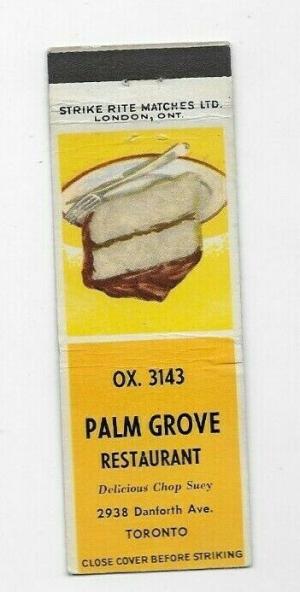 STRIKE RITE MATCHES LTD.
LONDON, ONT.
OX. 3143
PALM GROVE
RESTAURANT
Delicious Chop Suey
2938 Danforth Ave.
TORONTO
CLOSE COVER BEFORE STRIKING